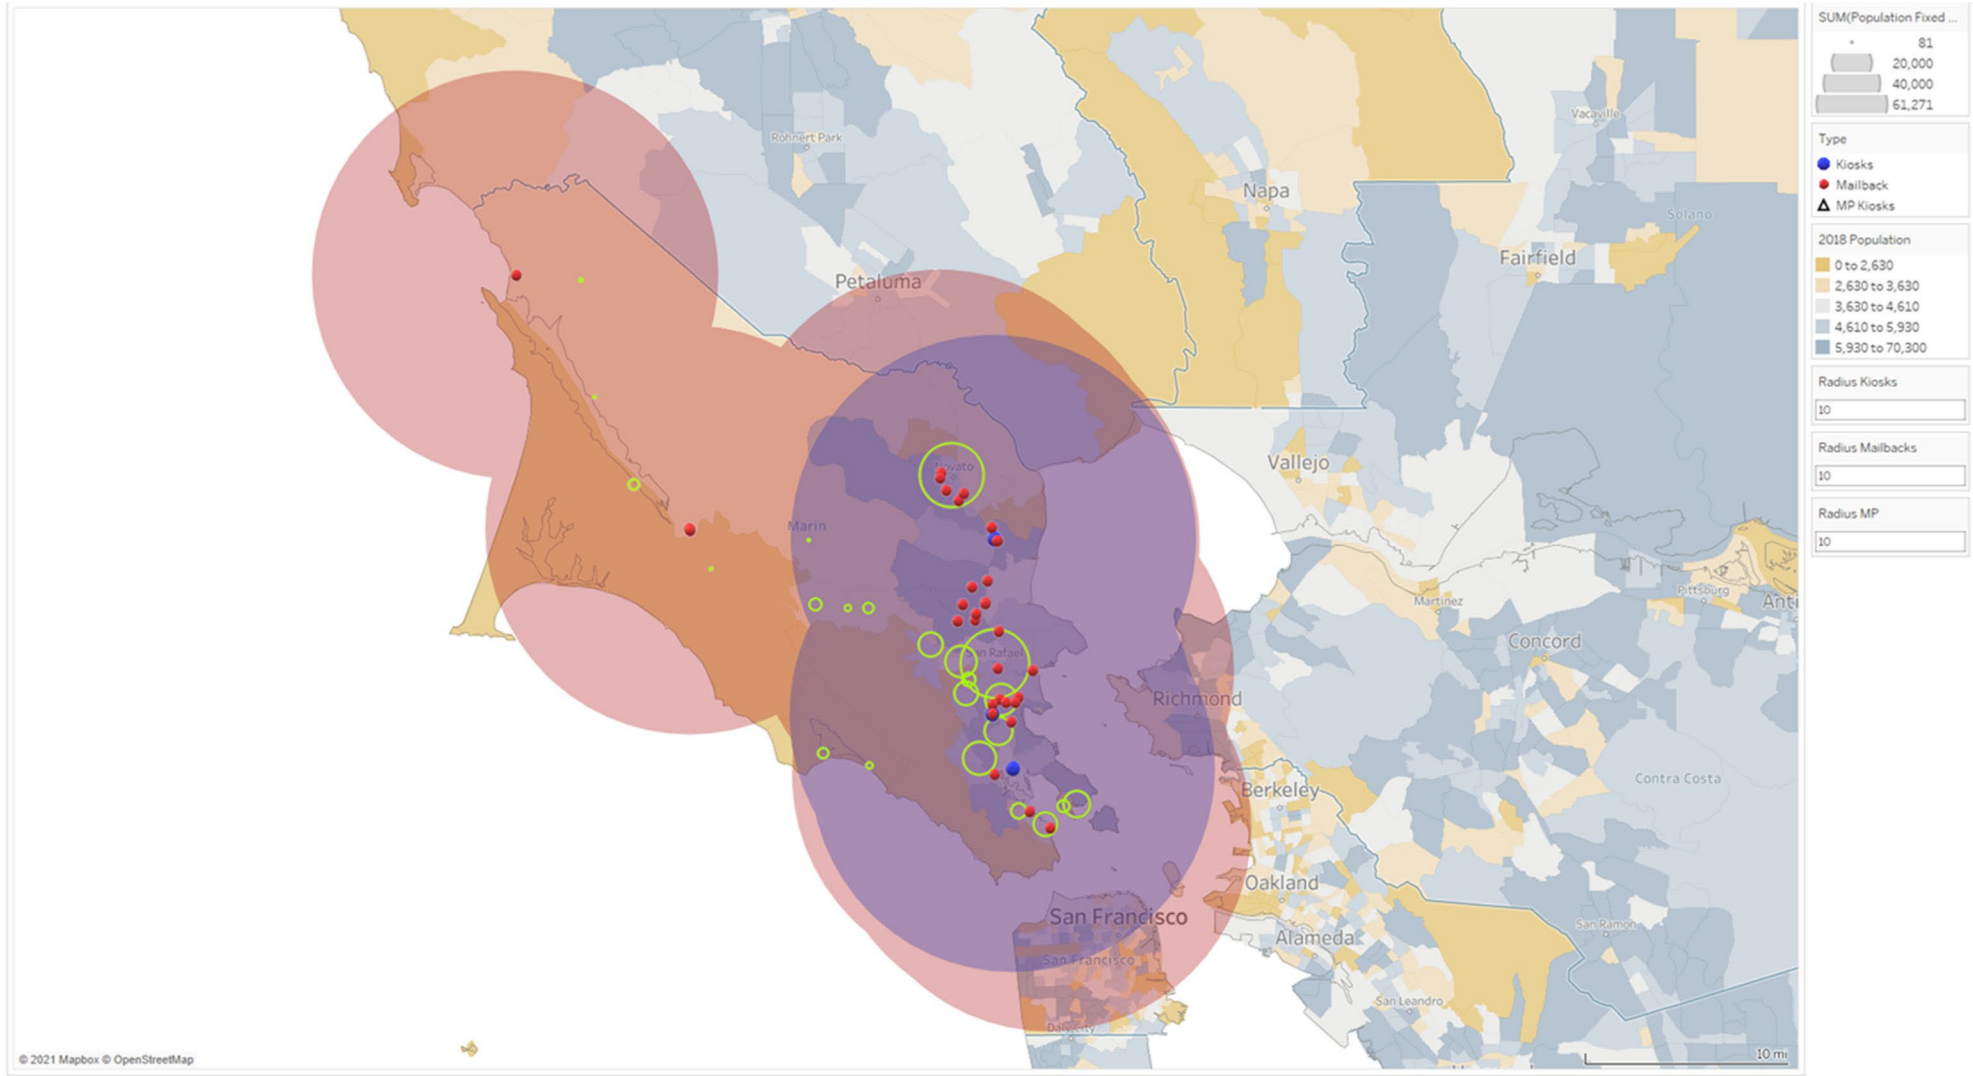 Rohnert Park
Vacaville
Napa
Solano
Fairfield
Petaluma
Vallejo
Novato
Marin
Pittsburg
Anti
Martinez
Concord
San Rafael
Richmond
Contra Costa
Berkeley
Oakland
San Francisco
San Ramon
Alameda
San Francisco
San Leandro
Daly City
© 2021 Mapbox © OpenStreetMap
10 mi
SUM(Population Fixed ...
81
20,000
40,000
61,271
Type
Kiosks
Mailback
MP Kiosks
2018 Population
0 to 2,630
2,630 to 3,630
3,630 to 4,610
4,610 to 5,930
5,930 to 70,300
Radius Kiosks
10
Radius Mailbacks
10
Radius MP
10